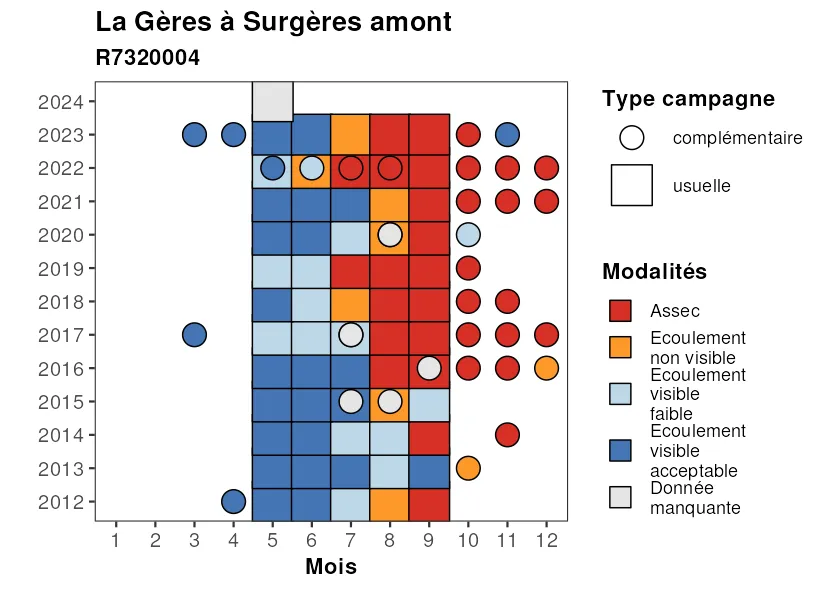 La Gères à Surgères amont
R7320004
2024
2023
2022
2021
2020
2019
2018
2017
2016
2015
2014
2013
2012
1 2 3 4 5 6 7 8 9 10 11 12
Mois
Type campagne
complémentaire
usuelle
Modalités
Assec
Ecoulement
non visible
Ecoulement
visible
faible
Ecoulement
visible
acceptable
Donnée
manquante